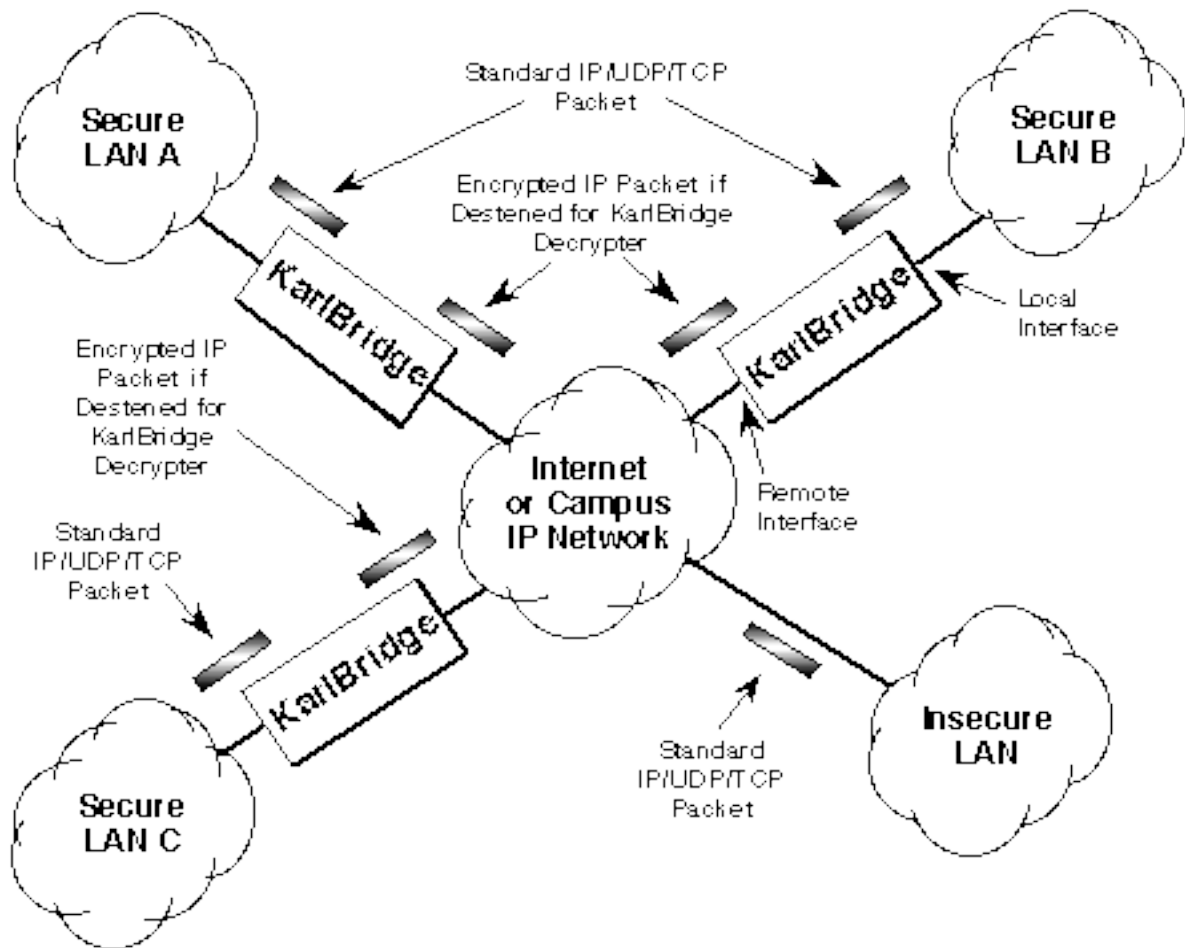 Standard IP/UDP/TCP
Packet
Secure
LAN A
Secure
LAN B
Encrypted IP Packet if
Destened for KarlBridge
Decrypter
KarlBridge
KarlBridge
Local
Interface
Encrypted IP
Packet if
Destened for
KarlBridge
Decrypter
Internet
or Campus
IP Network
Remote
Interface
Standard
IP/UDP/TCP
Packet
KarlBridge
Insecure
LAN
Standard
IP/UDP/TCP
Packet
Secure
LAN C